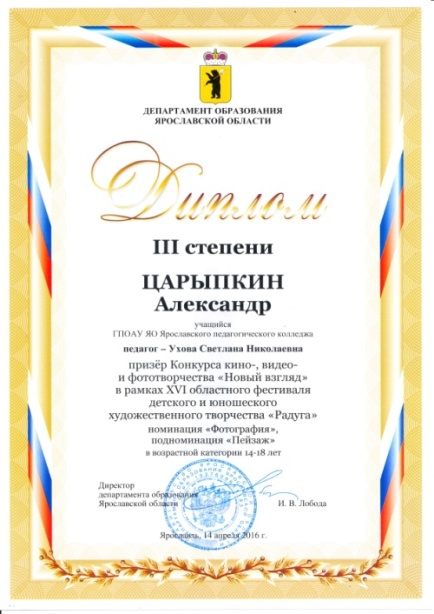 ДЕПАРТАМЕНТ ОБРАЗОВАНИЯ
ЯРОСЛАВСКОЙ ОБЛАСТИ
Диплом
III степени
ЦАРЫПКИН
Александр
учащийся
ГПОАУ ЯО Ярославского педагогического колледжа
педагог – Ухова Светлана Николаевна
призёр Конкурса кино-, видео-
и фототворчества «Новый взгляд»
в рамках XVI областного фестиваля
детского и юношеского
художественного творчества «Радуга»
номинация «Фотография»,
подноминация «Пейзаж»
в возрастной категории 14-18 лет
Директор
департамента образования
Ярославской области
И. В. Лобода
Ярославль, 14 апреля 2016 г.